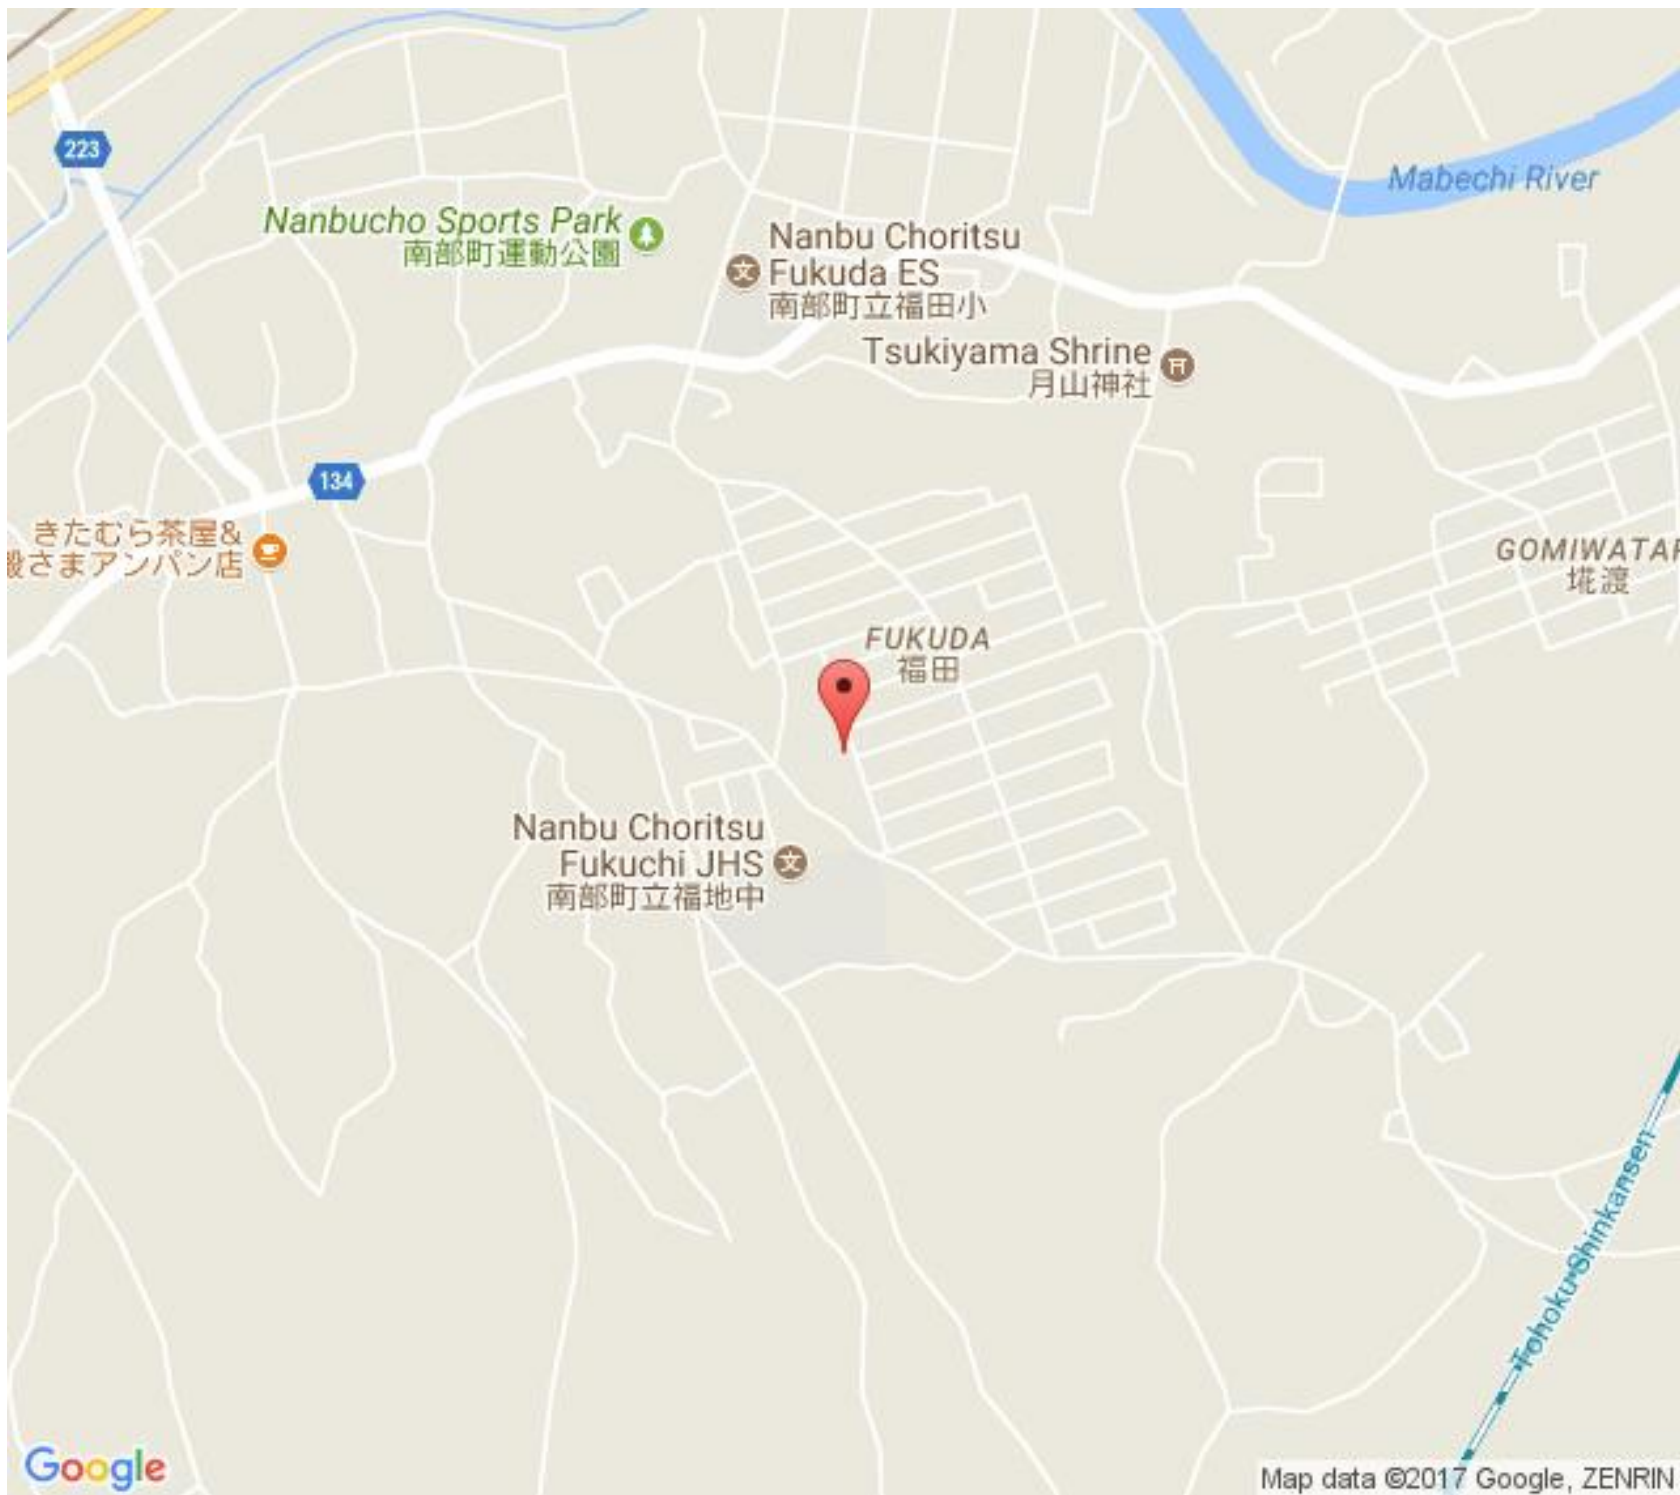 223
Mabechi River
Nanbucho Sports Park
南部町運動公園
Nanbu Choritsu
Fukuda ES
南部町立福田小
Tsukiyama Shrine
月山神社
134
きたむら茶屋&
殿さまアンパン店
GOMIWATAR
埖渡
FUKUDA
福田
Nanbu Choritsu
Fukuchi JHS
南部町立福地中
Tohoku Shinkansen
Google
Map data ©2017 Google, ZENRIN